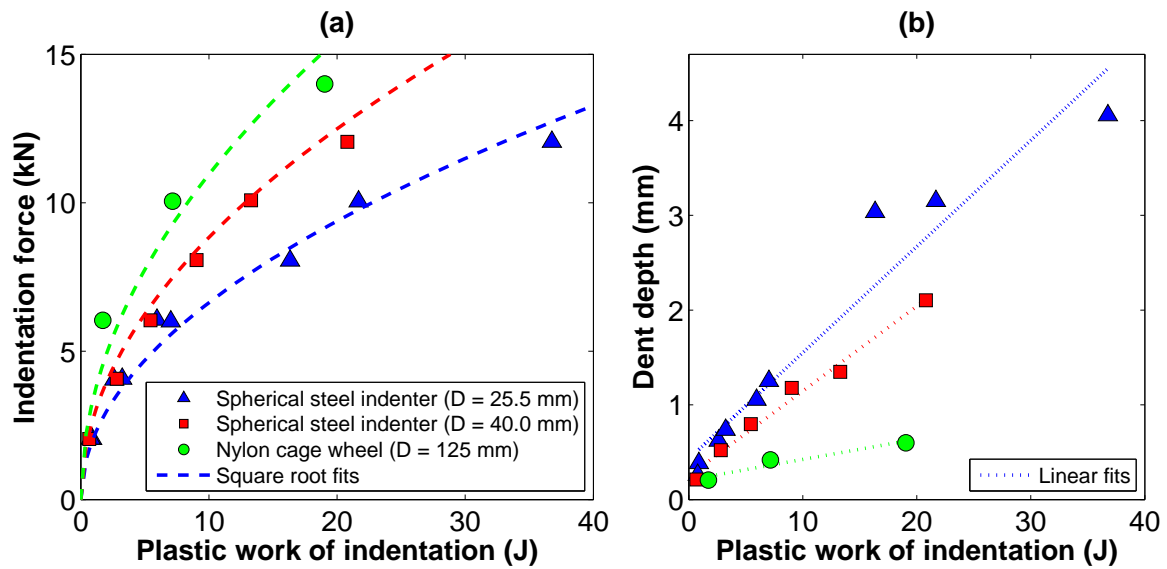 (a)
Indentation force (kN)
15
10
5
0
0 10 20 30 40
Plastic work of indentation (J)
Spherical steel indenter (D = 25.5 mm)
Spherical steel indenter (D = 40.0 mm)
Nylon cage wheel (D = 125 mm)
Square root fits
(b)
Dent depth (mm)
4
3
2
1
0
0 10 20 30 40
Plastic work of indentation (J)
Linear fits